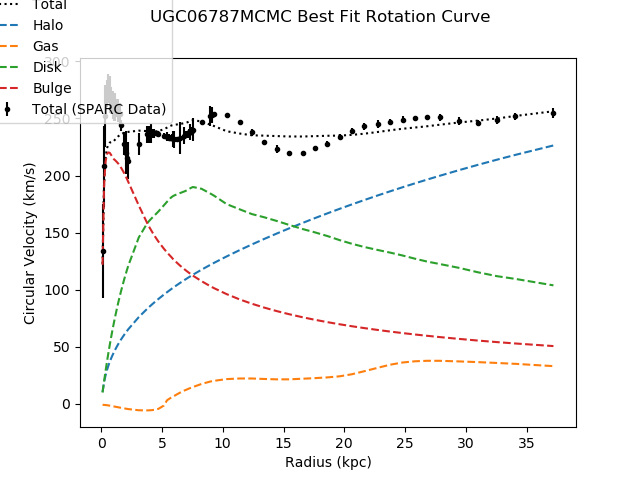 UGC06787MCMC Best Fit Rotation Curve
Total
Halo
Gas
Disk
Bulge
Total (SPARC Data)
300
250
200
150
100
50
0
Circular Velocity (km/s)
0 5 10 15 20 25 30 35
Radius (kpc)